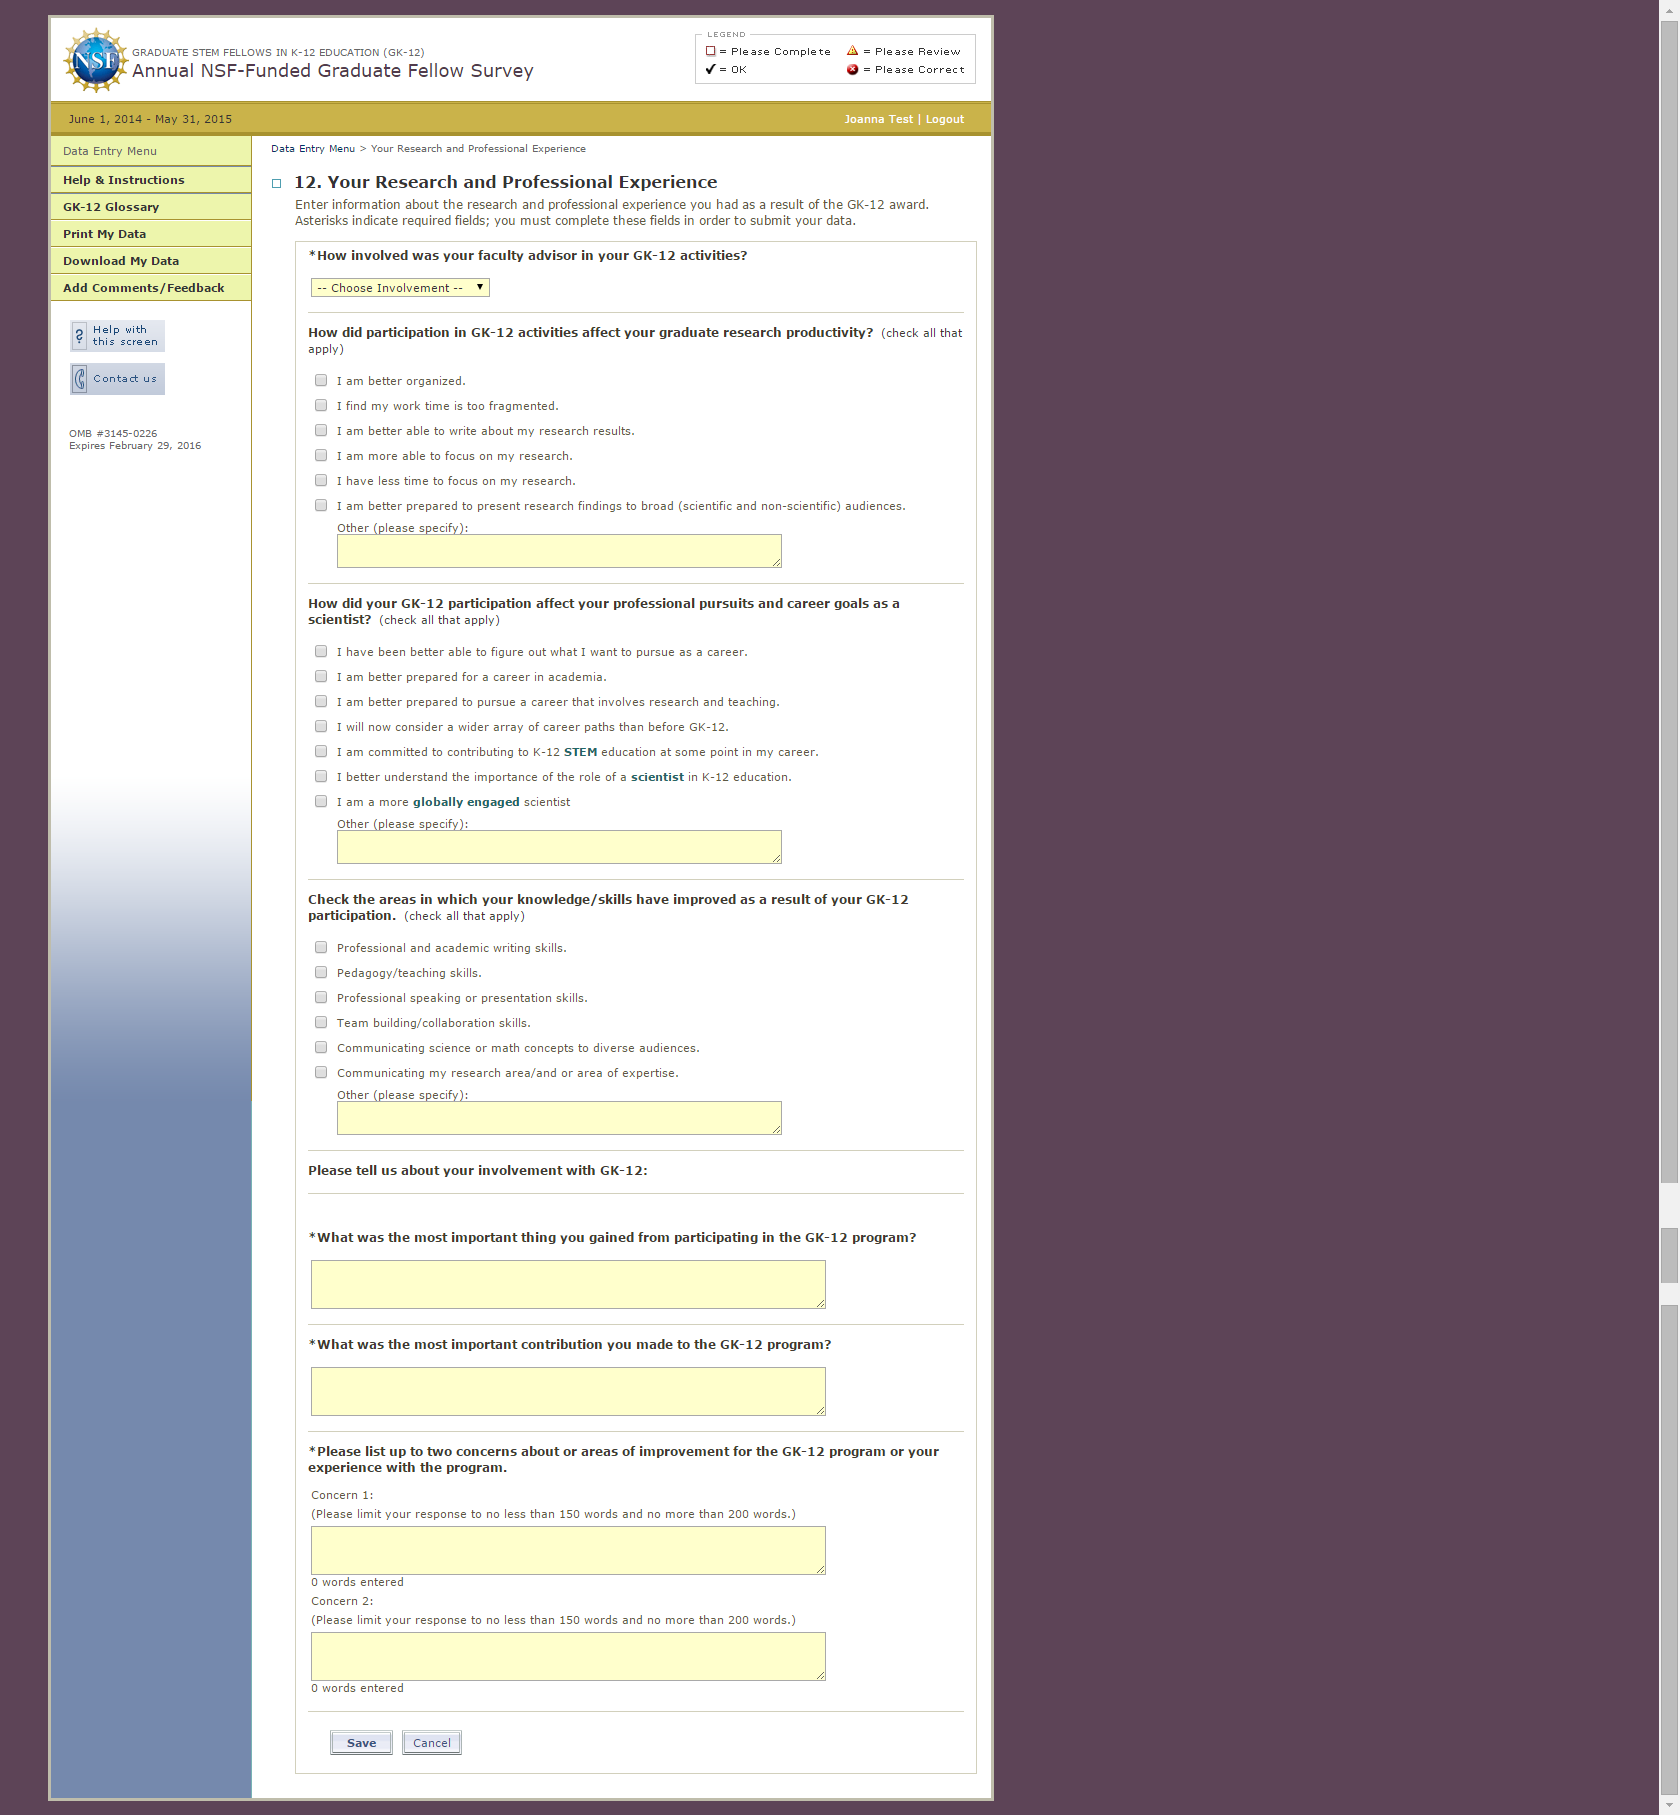 NSF
GRADUATE STEM FELLOWS IN K-12 EDUCATION (GK-12)
Annual NSF-Funded Graduate Fellow Survey
LEGEND
= Please Complete
= Please Review
= OK
= Please Correct
June 1, 2014 - May 31, 2015
Joanna Test | Logout
Data Entry Menu
Help & Instructions
GK-12 Glossary
Print My Data
Download My Data
Add Comments/Feedback
? Help with
this screen
Contact us
OMB #3145-0226
Expires February 29, 2016
Data Entry Menu > Your Research and Professional Experience
12. Your Research and Professional Experience
Enter information about the research and professional experience you had as a result of the GK-12 award.
Asterisks indicate required fields; you must complete these fields in order to submit your data.
*How involved was your faculty advisor in your GK-12 activities?
-- Choose Involvement --
How did participation in GK-12 activities affect your graduate research productivity? (check all that
apply)
I am better organized.
I find my work time is too fragmented.
I am better able to write about my research results.
I am more able to focus on my research.
I have less time to focus on my research.
I am better prepared to present research findings to broad (scientific and non-scientific) audiences.
Other (please specify):
How did your GK-12 participation affect your professional pursuits and career goals as a
scientist? (check all that apply)
I have been better able to figure out what I want to pursue as a career.
I am better prepared for a career in academia.
I am better prepared to pursue a career that involves research and teaching.
I will now consider a wider array of career paths than before GK-12.
I am committed to contributing to K-12 STEM education at some point in my career.
I better understand the importance of the role of a scientist in K-12 education.
I am a more globally engaged scientist
Other (please specify):
Check the areas in which your knowledge/skills have improved as a result of your GK-12
participation. (check all that apply)
Professional and academic writing skills.
Pedagogy/teaching skills.
Professional speaking or presentation skills.
Team building/collaboration skills.
Communicating science or math concepts to diverse audiences.
Communicating my research area/and or area of expertise.
Other (please specify):
Please tell us about your involvement with GK-12:
*What was the most important thing you gained from participating in the GK-12 program?
*What was the most important contribution you made to the GK-12 program?
*Please list up to two concerns about or areas of improvement for the GK-12 program or your
experience with the program.
Concern 1:
(Please limit your response to no less than 150 words and no more than 200 words.)
0 words entered
Concern 2:
(Please limit your response to no less than 150 words and no more than 200 words.)
0 words entered
Save
Cancel